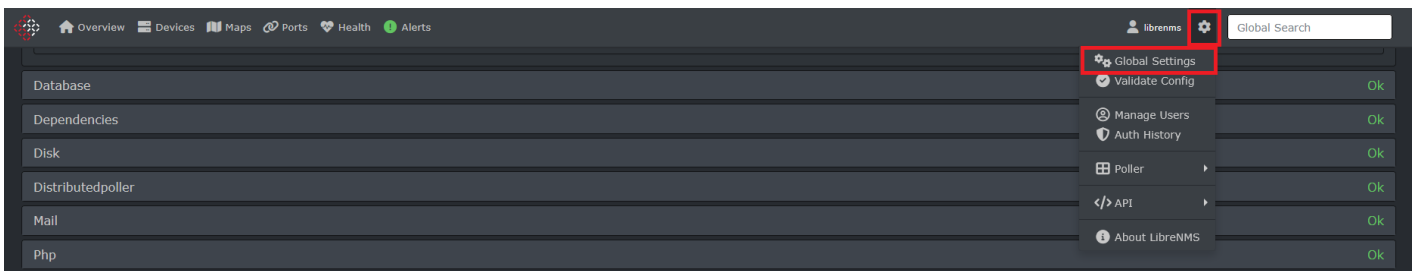 Overview Devices Maps Ports Health ! Alerts librenms Global Search
Global Settings
Database Validate Config Ok
Dependencies Manage Users Ok
Auth History
Disk Ok
Poller
Distributedpoller Ok
</> API
Mail Ok
About LibreNMS
Php Ok